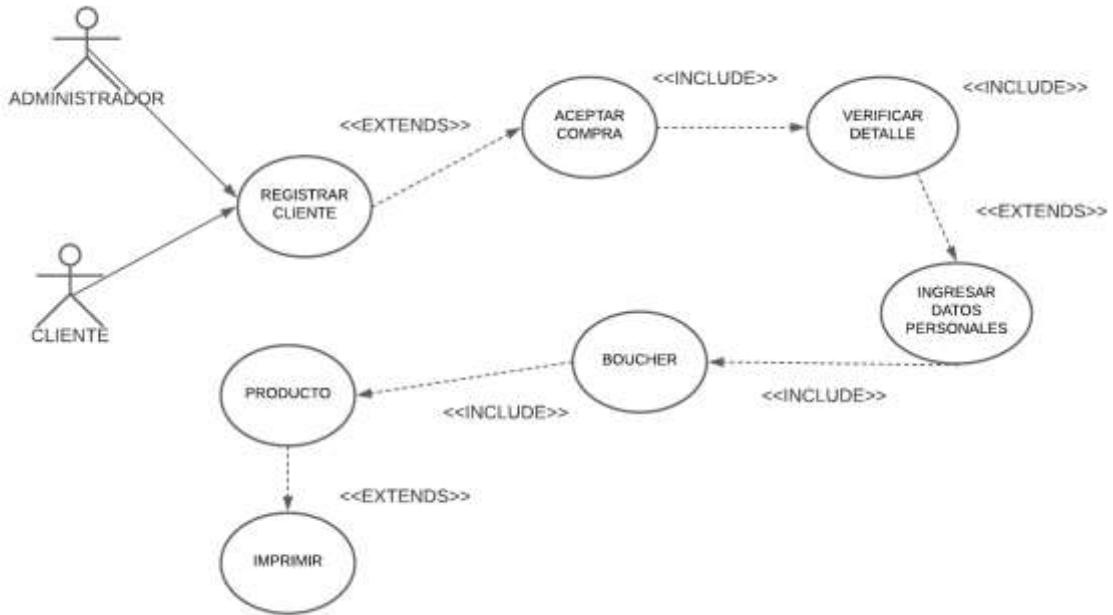 ADMINISTRADOR
<<EXTENDS>>
ACEPTAR
COMPRA
<<INCLUDE>>
VERIFICAR
DETALLE
<<INCLUDE>>
REGISTRAR
CLIENTE
<<EXTENDS>>
CLIENTE
INGRESAR
DATOS
PERSONALES
BOUCHER
<<INCLUDE>>
PRODUCTO
<<INCLUDE>>
<<EXTENDS>>
IMPRIMIR